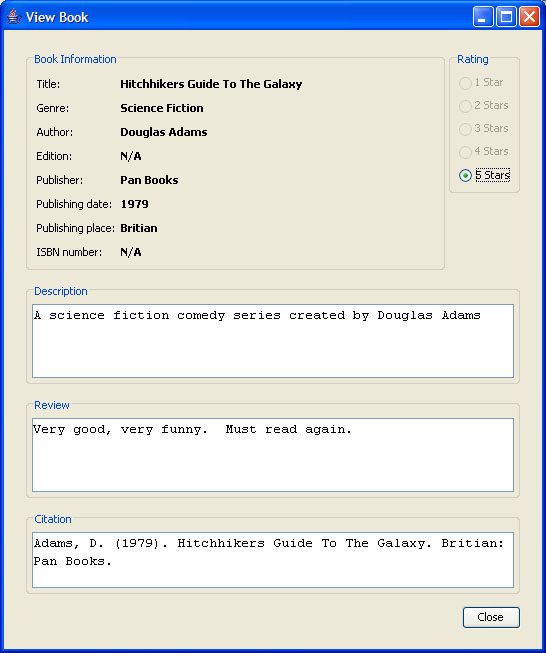 View Book
Book Information
Title: Hitchhikers Guide To The Galaxy
Genre: Science Fiction
Author: Douglas Adams
Edition: N/A
Publisher: Pan Books
Publishing date: 1979
Publishing place: Britian
ISBN number: N/A
Rating
1 Star
2 Stars
3 Stars
4 Stars
5 Stars
Description
A science fiction comedy series created by Douglas Adams
Review
Very good, very funny.  Must read again.
Citation
Adams, D. (1979). Hitchhikers Guide To The Galaxy. Britian:
Pan Books.
Close